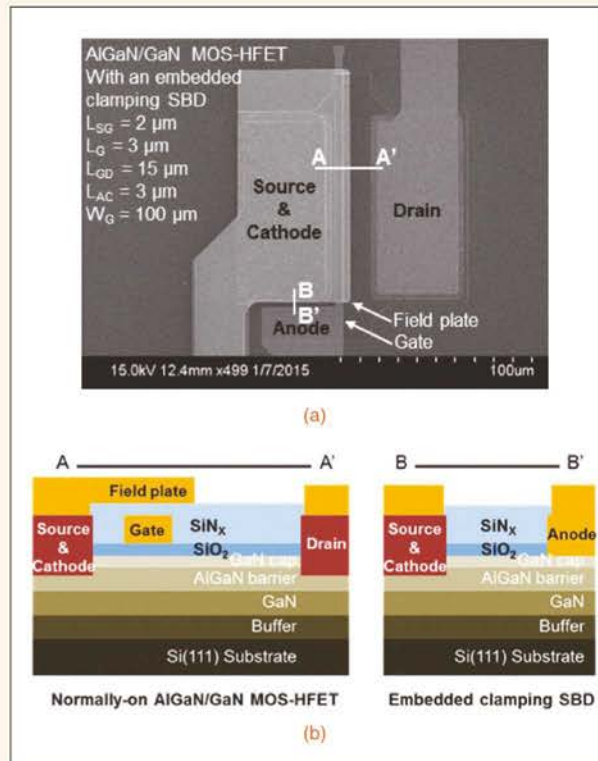 AlGaN/GaN MOS-HFET
With an embedded
clamping SBD
LSG = 2 μm
LG = 3 μm
LGD = 15 μm
LAC = 3 μm
WG = 100 μm
A A'
Source
&
Cathode
Drain
B
B'
Anode
Field plate
Gate
15.0kV 12.4mm x499 1/7/2015 100um
(a)
A A'
Field plate
Source
&
Cathode
Gate
SiNX
SiO2
Drain
GaN cap
AlGaN barrier
GaN
Buffer
Si(111) Substrate
Normally-on AlGaN/GaN MOS-HFET
B B'
Source
&
Cathode
SiNX
SiO2
Anode
GaN cap
AlGaN barrier
GaN
Buffer
Si(111) Substrate
Embedded clamping SBD
(b)